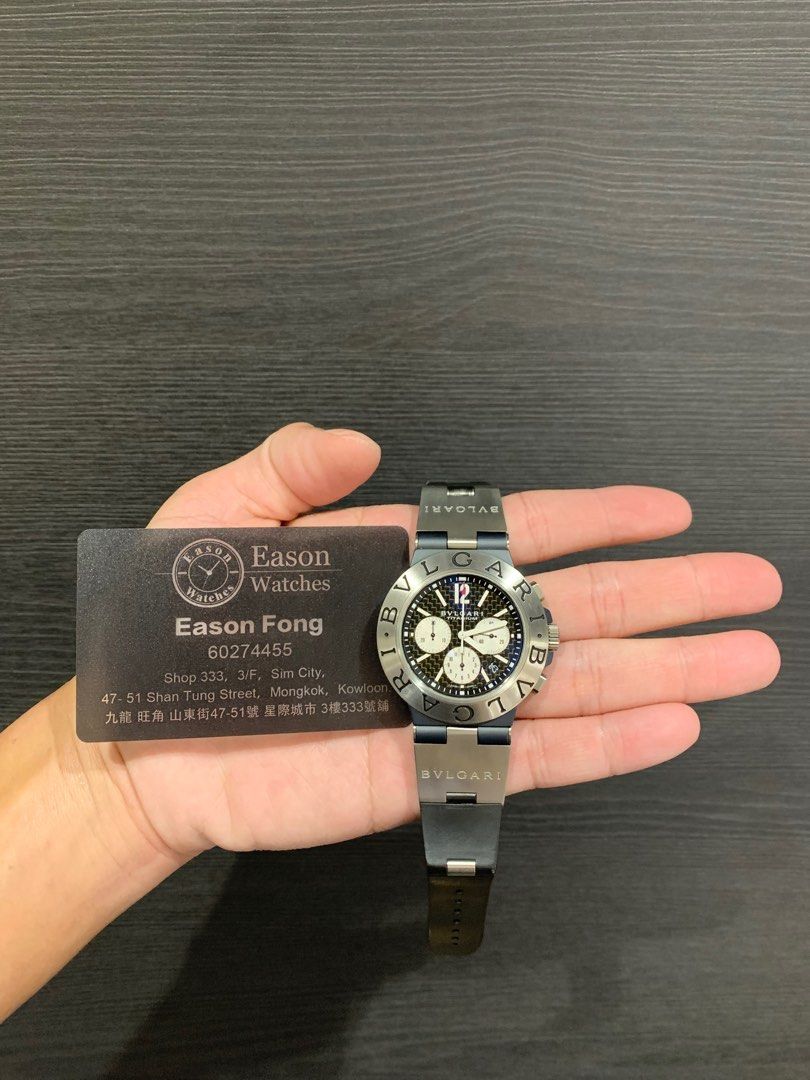 Eason
Watches
Eason
Watches
Eason Fong
60274455
Shop 333, 3/F, Sim City,
47- 51 Shan Tung Street, Mongkok, Kowloon.
九龍 旺角 山東街47-51號 星際城市 3樓333號舖
BVLGARI
BVLGARI • BVLGARI •
12
BVLGARI
TITANIUM
BVLGARI